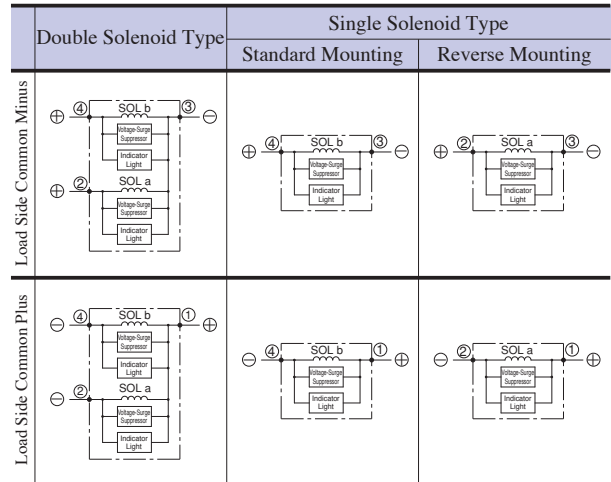 Double Solenoid Type
Single Solenoid Type
Standard Mounting
Reverse Mounting
Load Side Common Minus
⊕ ④ SOL b ③ ⊖
Voltage-Surge
Suppressor
Indicator
Light
⊕ ② SOL a
Voltage-Surge
Suppressor
Indicator
Light
⊕ ④ SOL b ③ ⊖
Voltage-Surge
Suppressor
Indicator
Light
⊕ ② SOL a ③ ⊖
Voltage-Surge
Suppressor
Indicator
Light
Load Side Common Plus
⊖ ④ SOL b ① ⊕
Voltage-Surge
Suppressor
Indicator
Light
⊖ ② SOL a
Voltage-Surge
Suppressor
Indicator
Light
⊖ ④ SOL b ① ⊕
Voltage-Surge
Suppressor
Indicator
Light
⊖ ② SOL a ① ⊕
Voltage-Surge
Suppressor
Indicator
Light